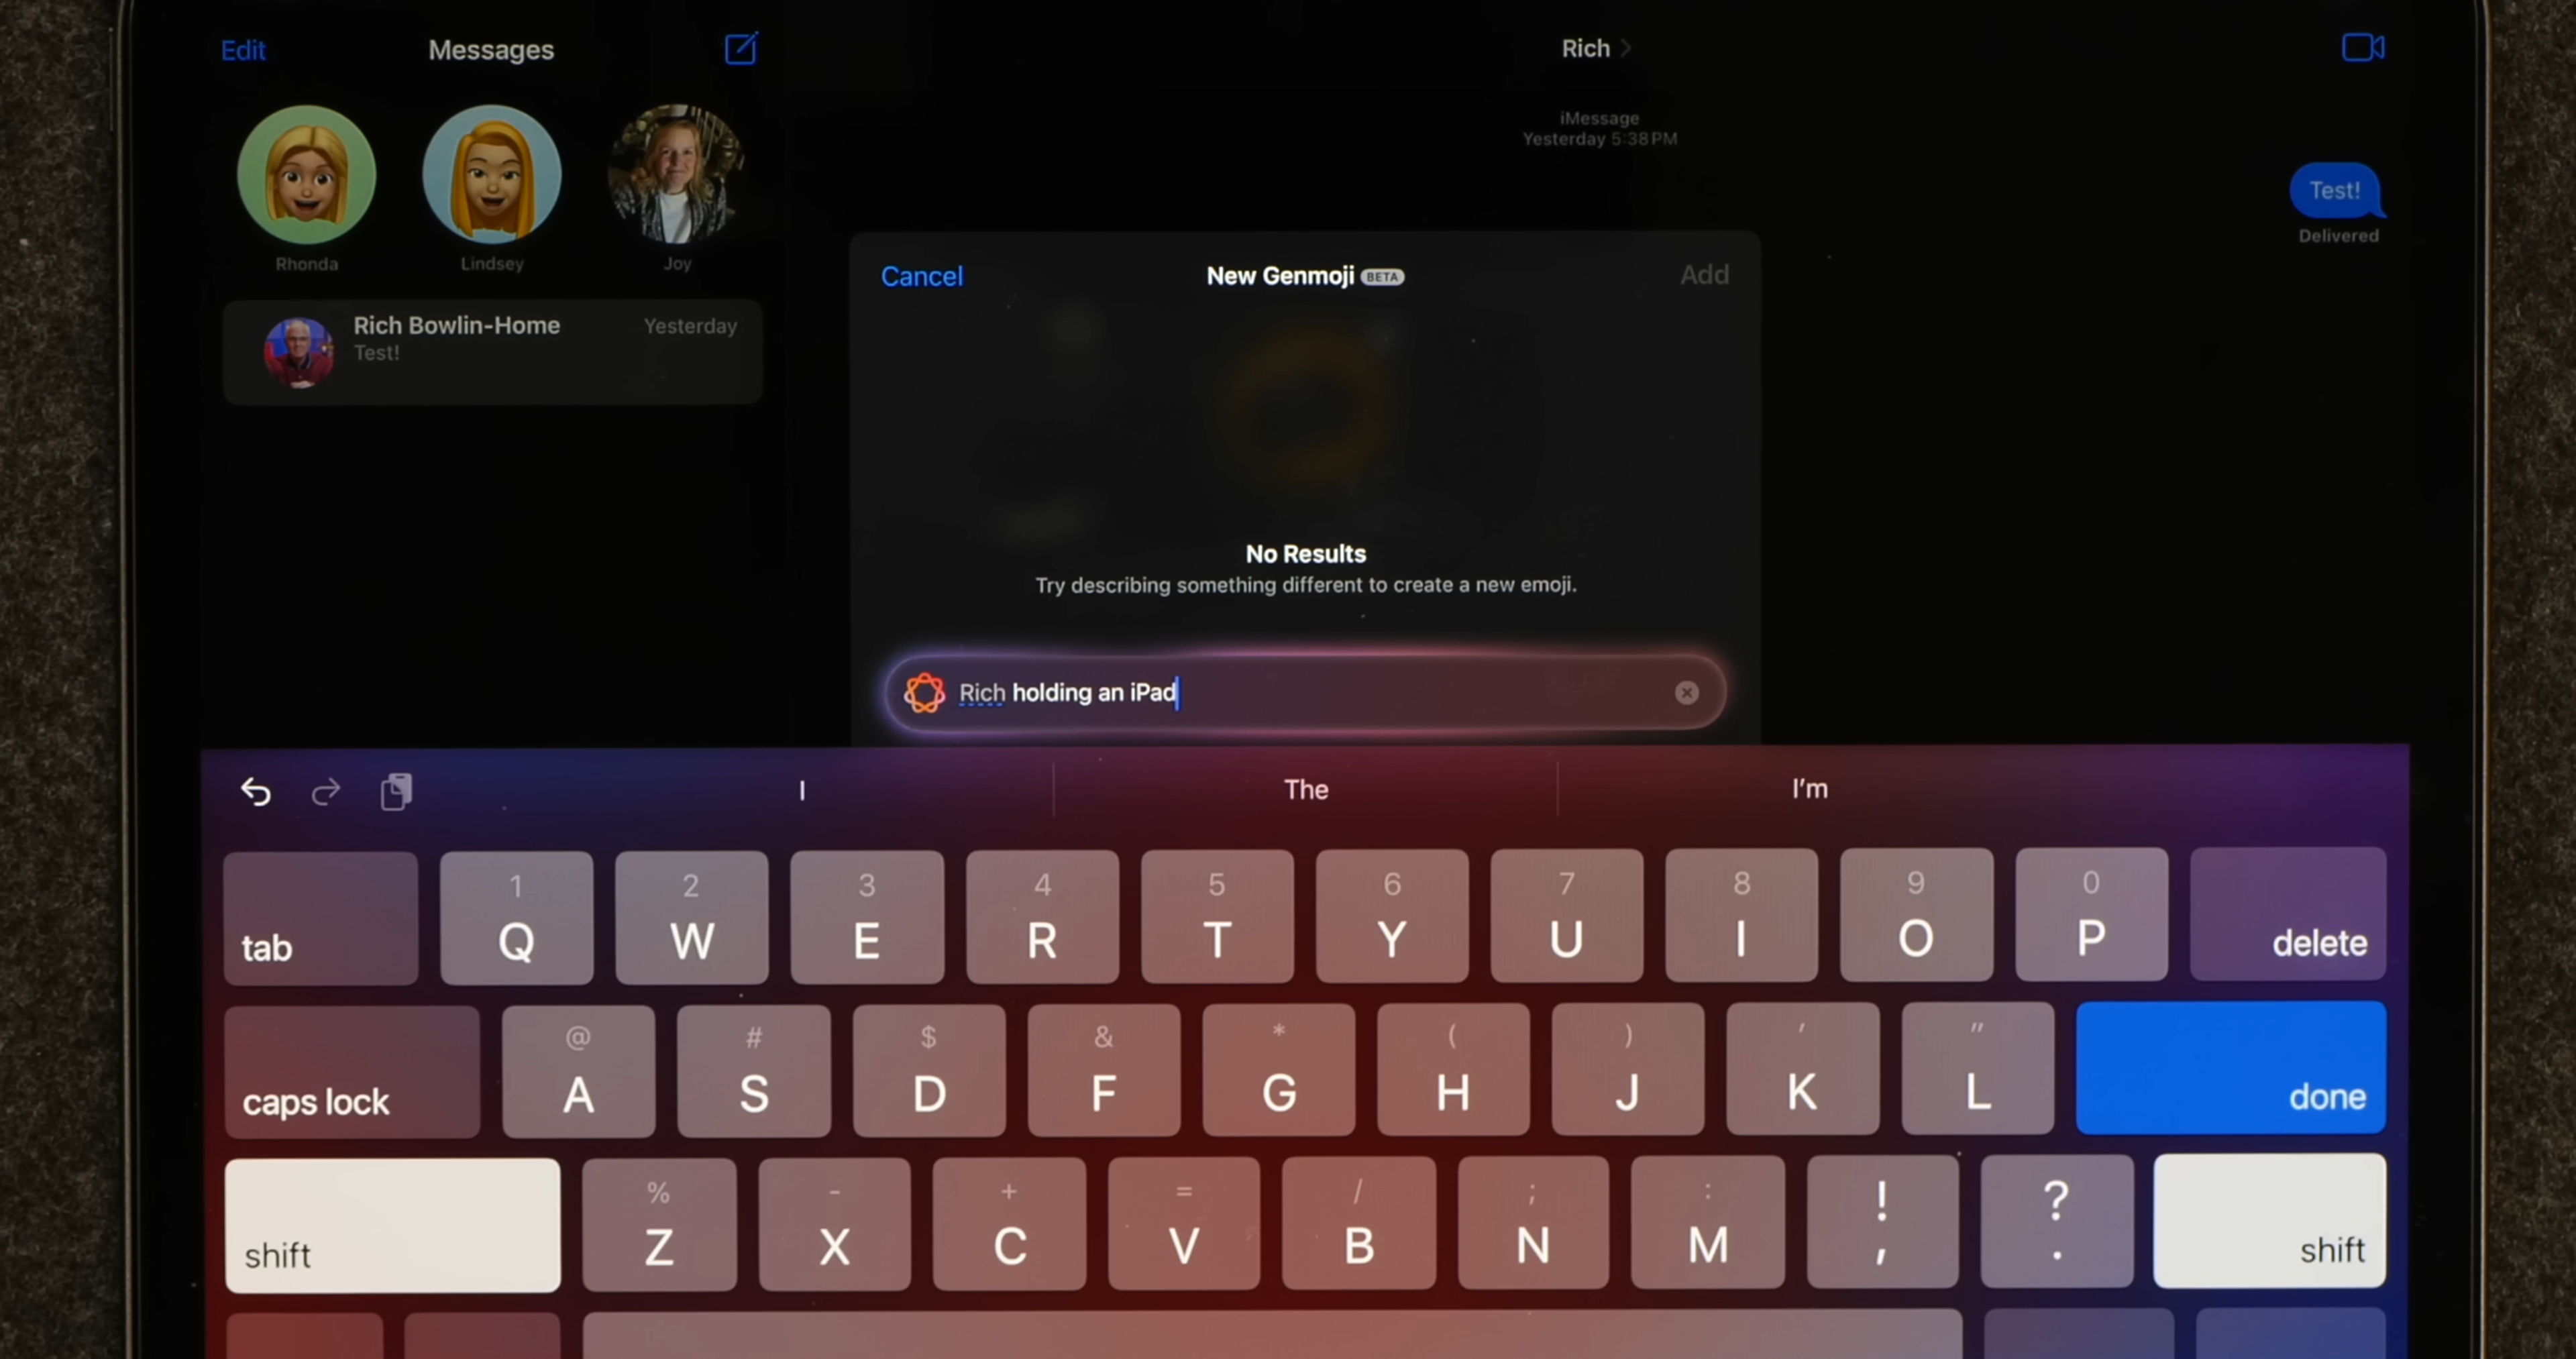 Edit
Messages
Rhonda
Lindsey
Joy
Rich Bowlin-Home
Yesterday
Test!
Rich
iMessage
Yesterday 5:38 PM
Test!
Delivered
Cancel
New Genmoji BETA
Add
No Results
Try describing something different to create a new emoji.
Rich holding an iPad
I
The
I'm
1 2 3 4 5 6 7 8 9 0
tab Q W E R T Y U I O P delete
@ # $ & * ( ) ' "
caps lock A S D F G H J K L done
% - + = / ; : ! ?
shift Z X C V B N M , . shift